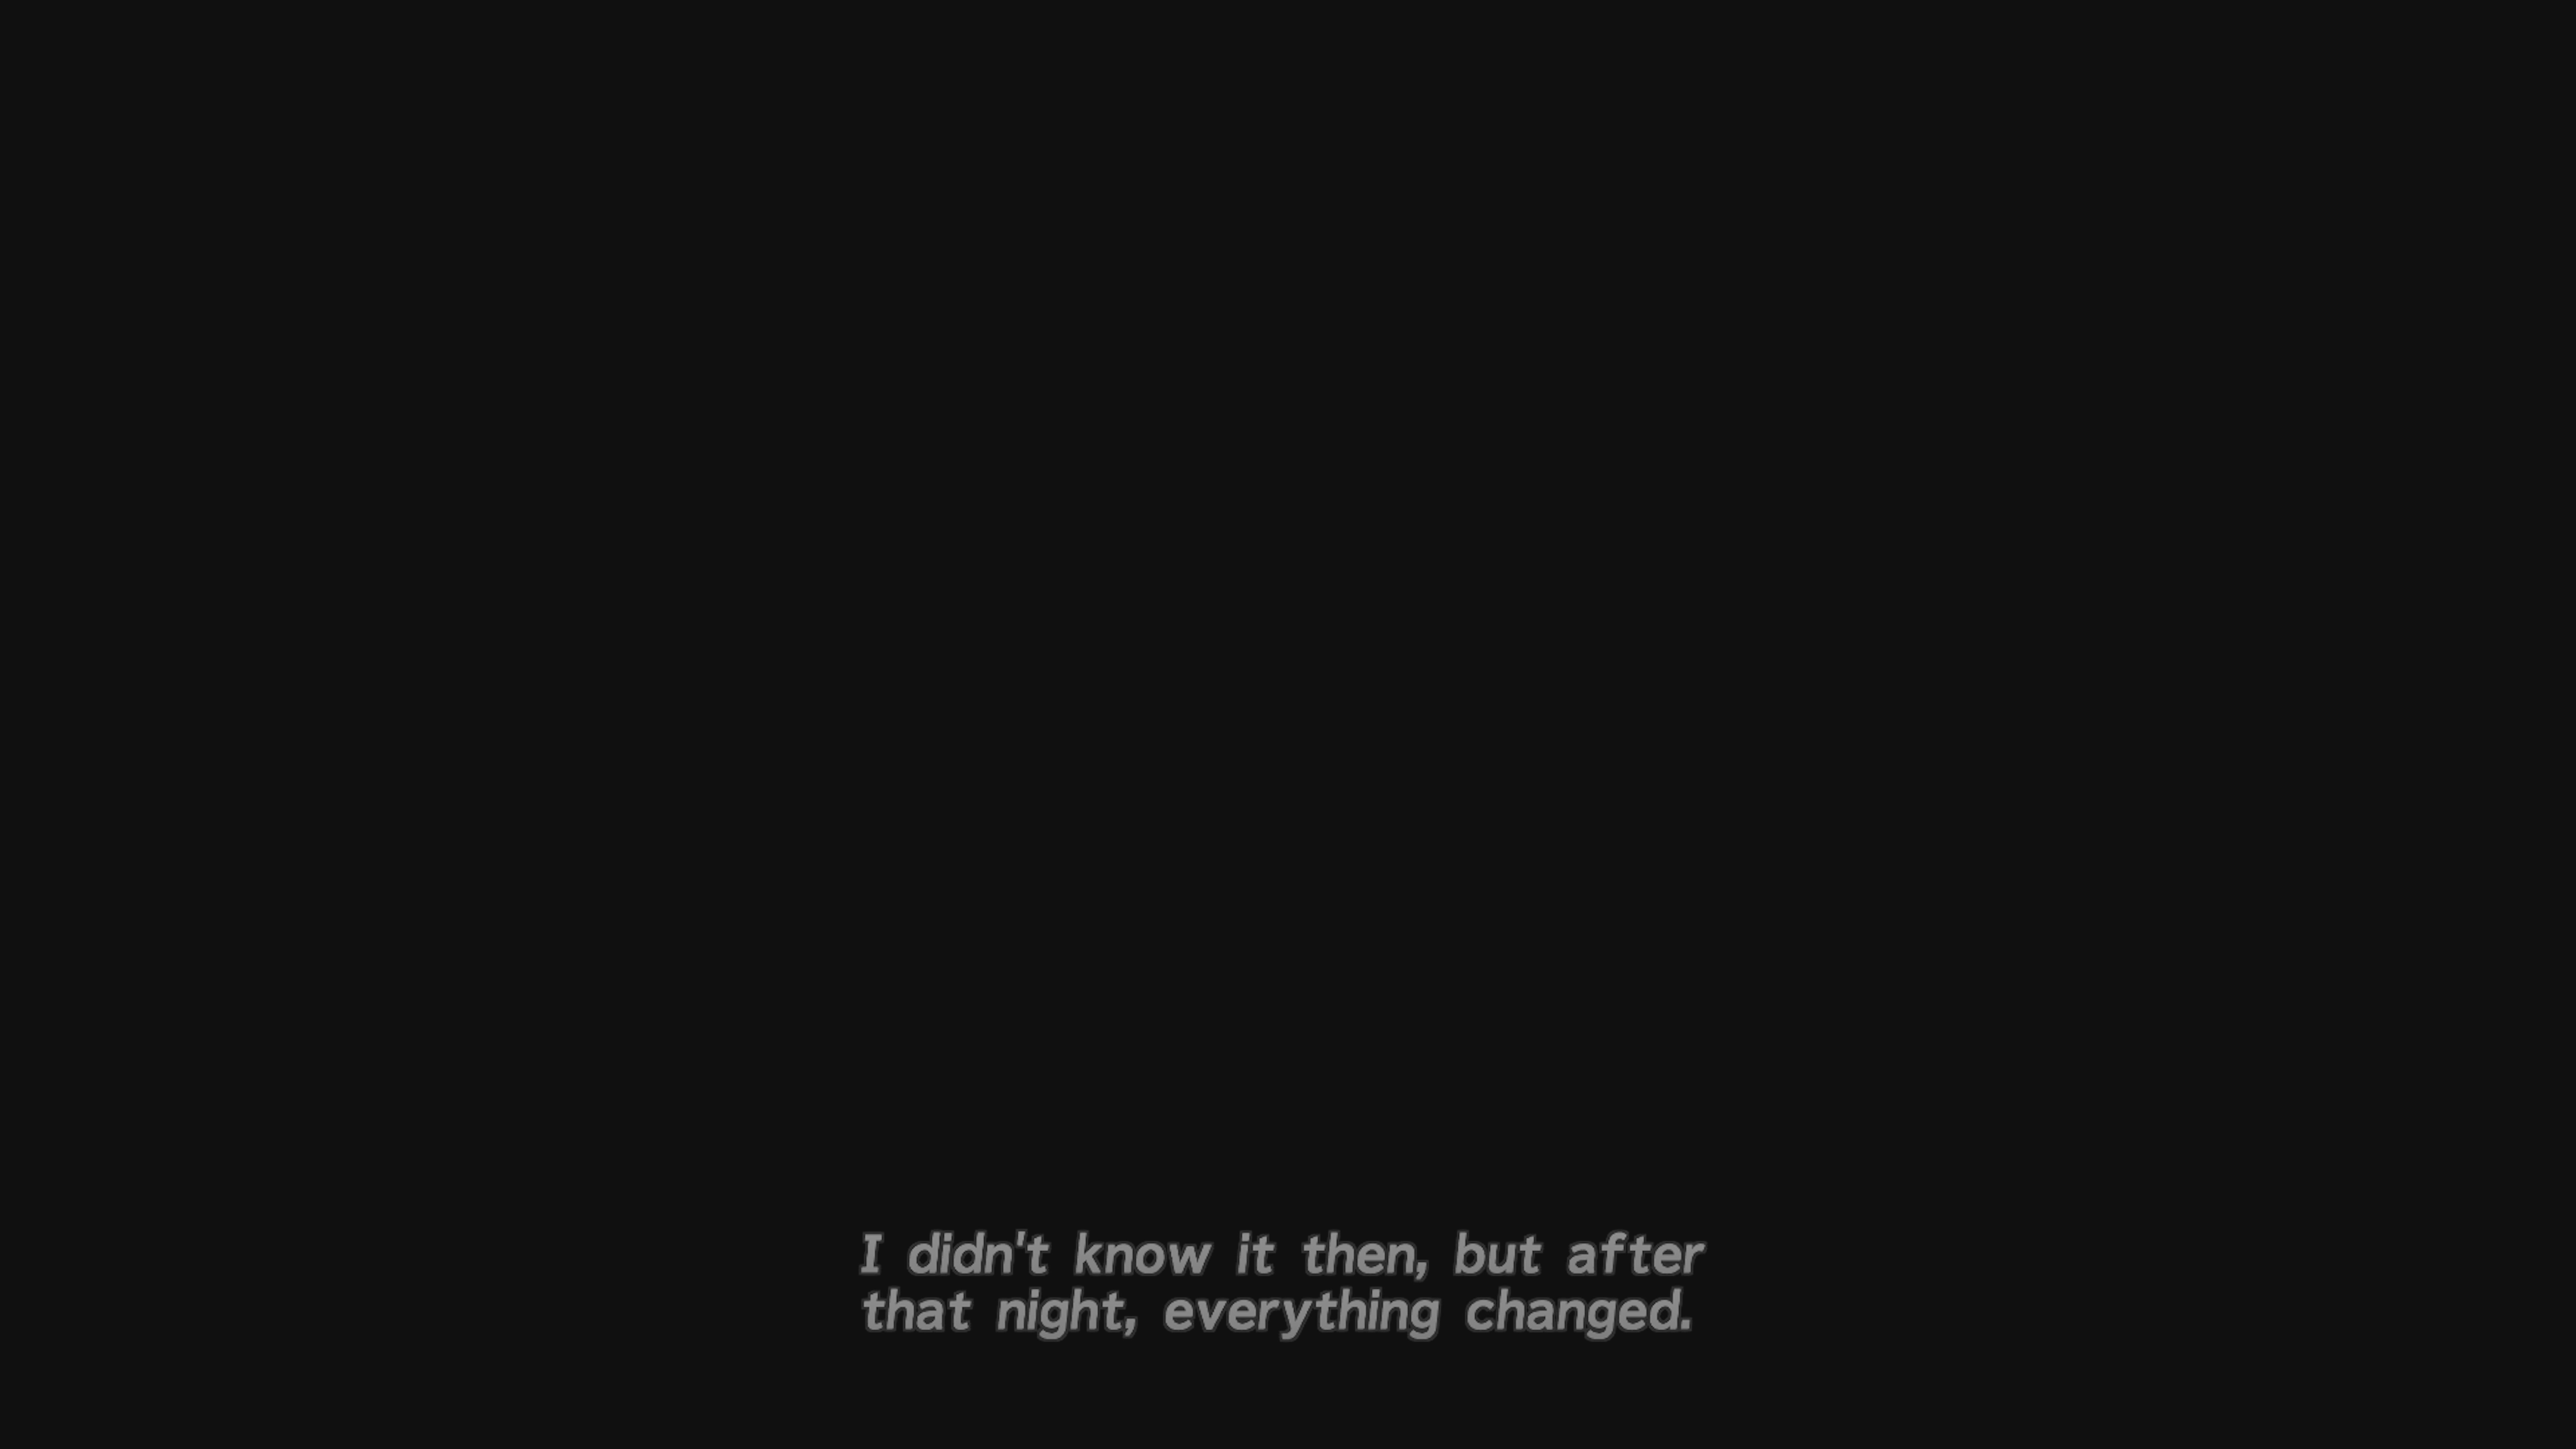 I didn't know it then, but after
that night, everything changed.